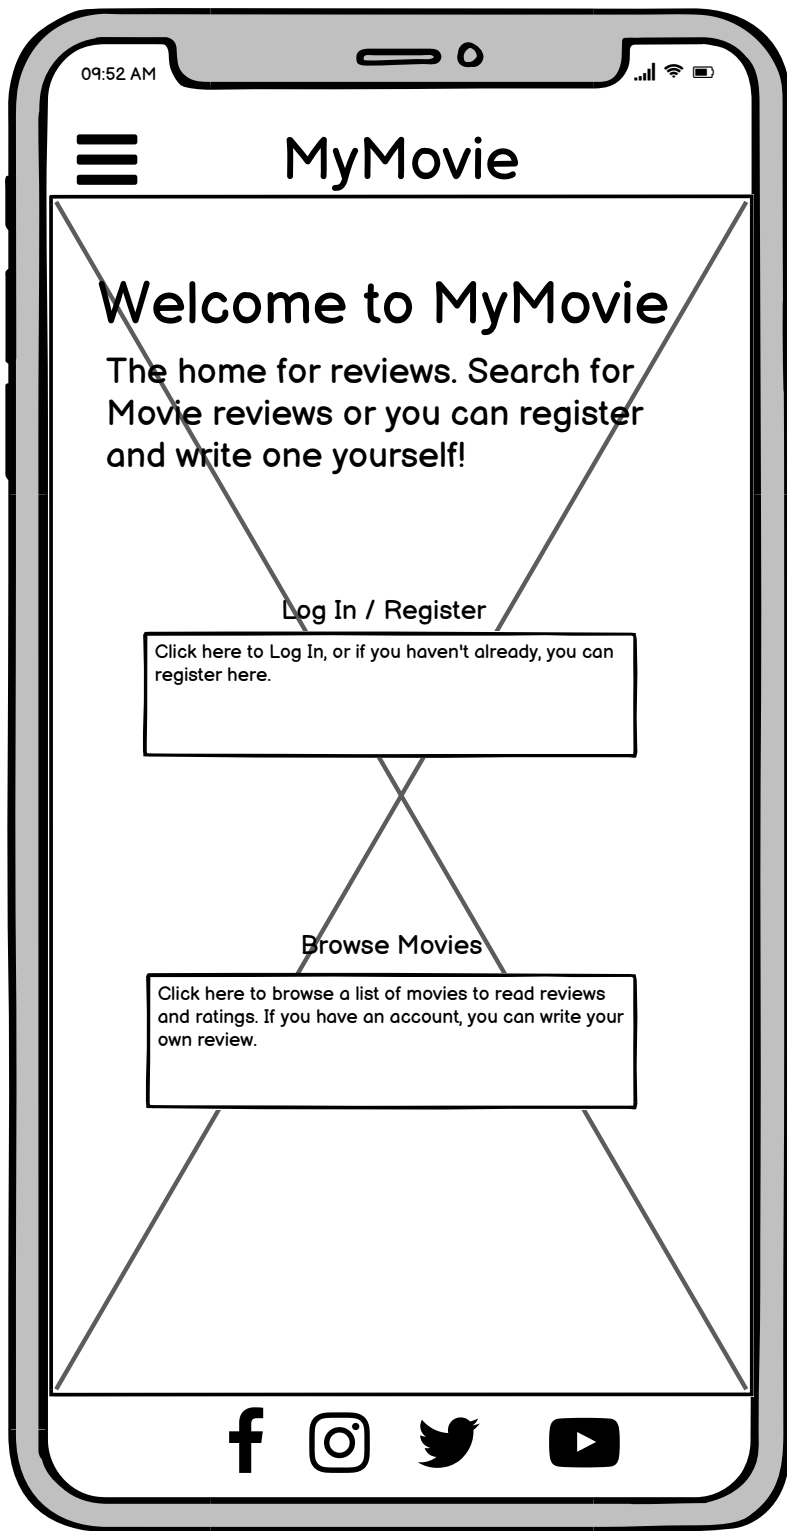 09:52 AM
MyMovie
Welcome to MyMovie
The home for reviews. Search for
Movie reviews or you can register
and write one yourself!
Log In / Register
Click here to Log In, or if you haven't already, you can
register here.
Browse Movies
Click here to browse a list of movies to read reviews
and ratings. If you have an account, you can write your
own review.